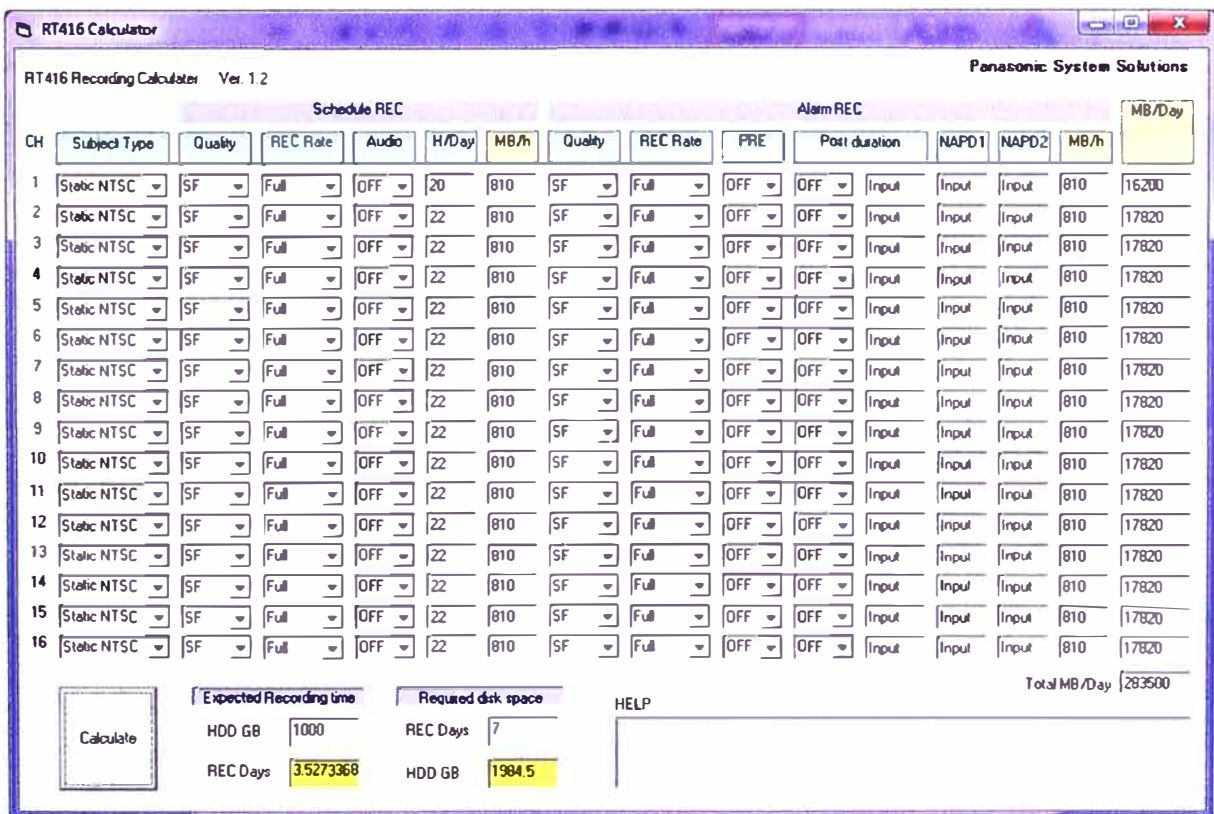 RT416 Calculator
Panasonic System Solutions
RT416 Recording Calculater Ver. 1.2
Schedule REC Alarm REC MB/Day
CH Subject Type Quality REC Rate Audio H/Day MB/h Quality REC Rate PRE Post duration NAPD1 NAPD2 MB/h
1 Static NTSC SF Full OFF 20 810 SF Full OFF OFF Input Input Input 810 16200
2 Static NTSC SF Full OFF 22 810 SF Full OFF OFF Input Input Input 810 17820
3 Static NTSC SF Full OFF 22 810 SF Full OFF OFF Input Input Input 810 17820
4 Static NTSC SF Full OFF 22 810 SF Full OFF OFF Input Input Input 810 17820
5 Static NTSC SF Full OFF 22 810 SF Full OFF OFF Input Input Input 810 17820
6 Static NTSC SF Full OFF 22 810 SF Full OFF OFF Input Input Input 810 17820
7 Static NTSC SF Full OFF 22 810 SF Full OFF OFF Input Input Input 810 17820
8 Static NTSC SF Full OFF 22 810 SF Full OFF OFF Input Input Input 810 17820
9 Static NTSC SF Full OFF 22 810 SF Full OFF OFF Input Input Input 810 17820
10 Static NTSC SF Full OFF 22 810 SF Full OFF OFF Input Input Input 810 17820
11 Static NTSC SF Full OFF 22 810 SF Full OFF OFF Input Input Input 810 17820
12 Static NTSC SF Full OFF 22 810 SF Full OFF OFF Input Input Input 810 17820
13 Static NTSC SF Full OFF 22 810 SF Full OFF OFF Input Input Input 810 17820
14 Static NTSC SF Full OFF 22 810 SF Full OFF OFF Input Input Input 810 17820
15 Static NTSC SF Full OFF 22 810 SF Full OFF OFF Input Input Input 810 17820
16 Static NTSC SF Full OFF 22 810 SF Full OFF OFF Input Input Input 810 17820
Total MB/Day 283500
Expected Recording time Required disk space HELP
Calculate
HDD GB 1000 REC Days 7
REC Days 3.5273368 HDD GB 1984.5